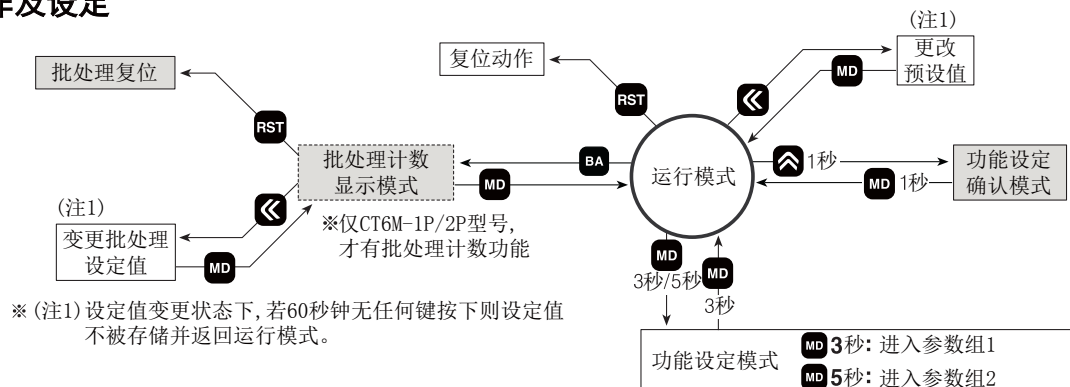 作及设定
(注1)
更改
预设值
MD
复位动作
RST
批处理复位
RST
批处理计数
显示模式
BA
MD
运行模式
1秒
MD 1秒
功能设定
确认模式
(注1)
变更批处理
设定值
MD
※仅CT6M-1P/2P型号,
才有批处理计数功能
MD
3秒/5秒
MD
3秒
※(注1)设定值变更状态下,若60秒钟无任何键按下则设定值
不被存储并返回运行模式。
功能设定模式
MD 3秒: 进入参数组1
MD 5秒: 进入参数组2